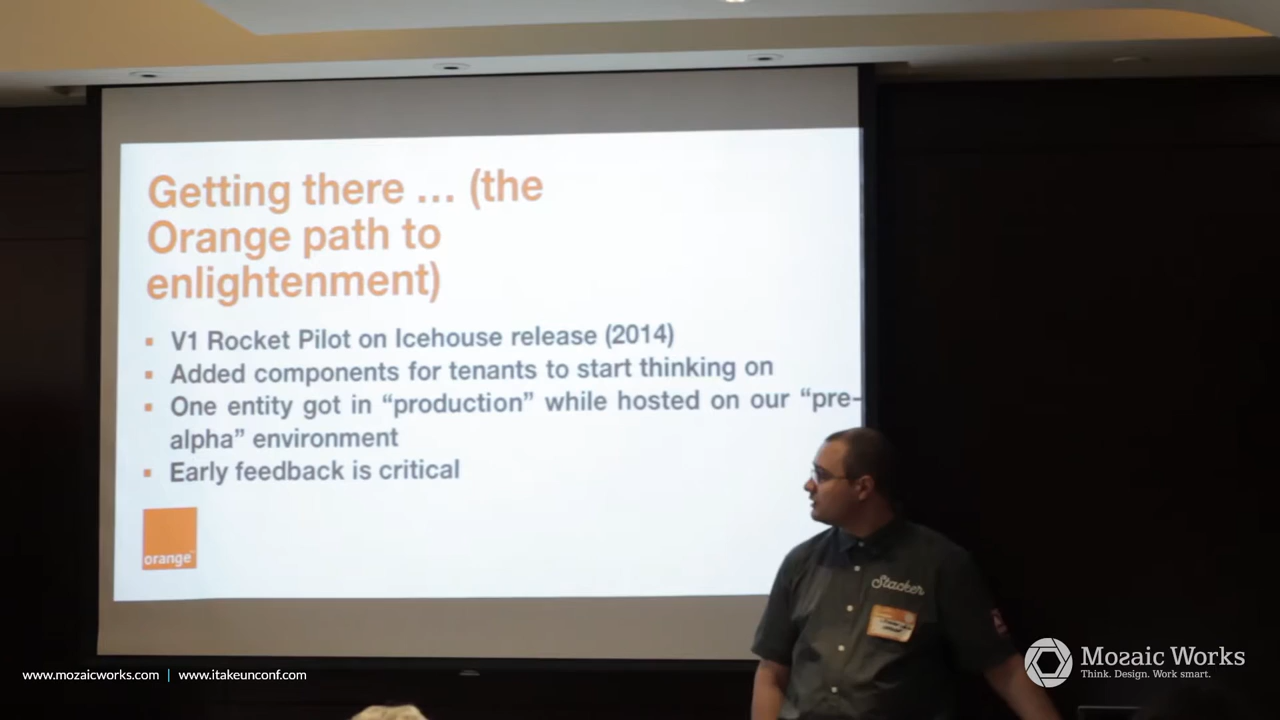 Getting there ... (the
Orange path to
enlightenment)
▪ V1 Rocket Pilot on Icehouse release (2014)
▪ Added components for tenants to start thinking on
▪ One entity got in “production” while hosted on our “pre-
alpha” environment
▪ Early feedback is critical
orange™
Stacker
www.mozaicworks.com | www.itakeunconf.com
Mozaic Works
Think. Design. Work smart.